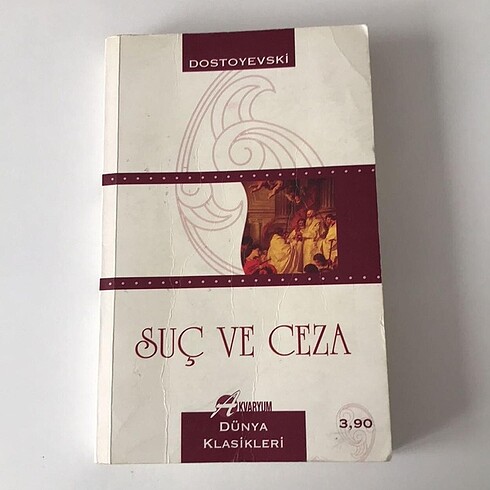 DOSTOYEVSKİ
SUÇ VE CEZA
AKVARYUM
DÜNYA
KLASİKLERİ
3,90